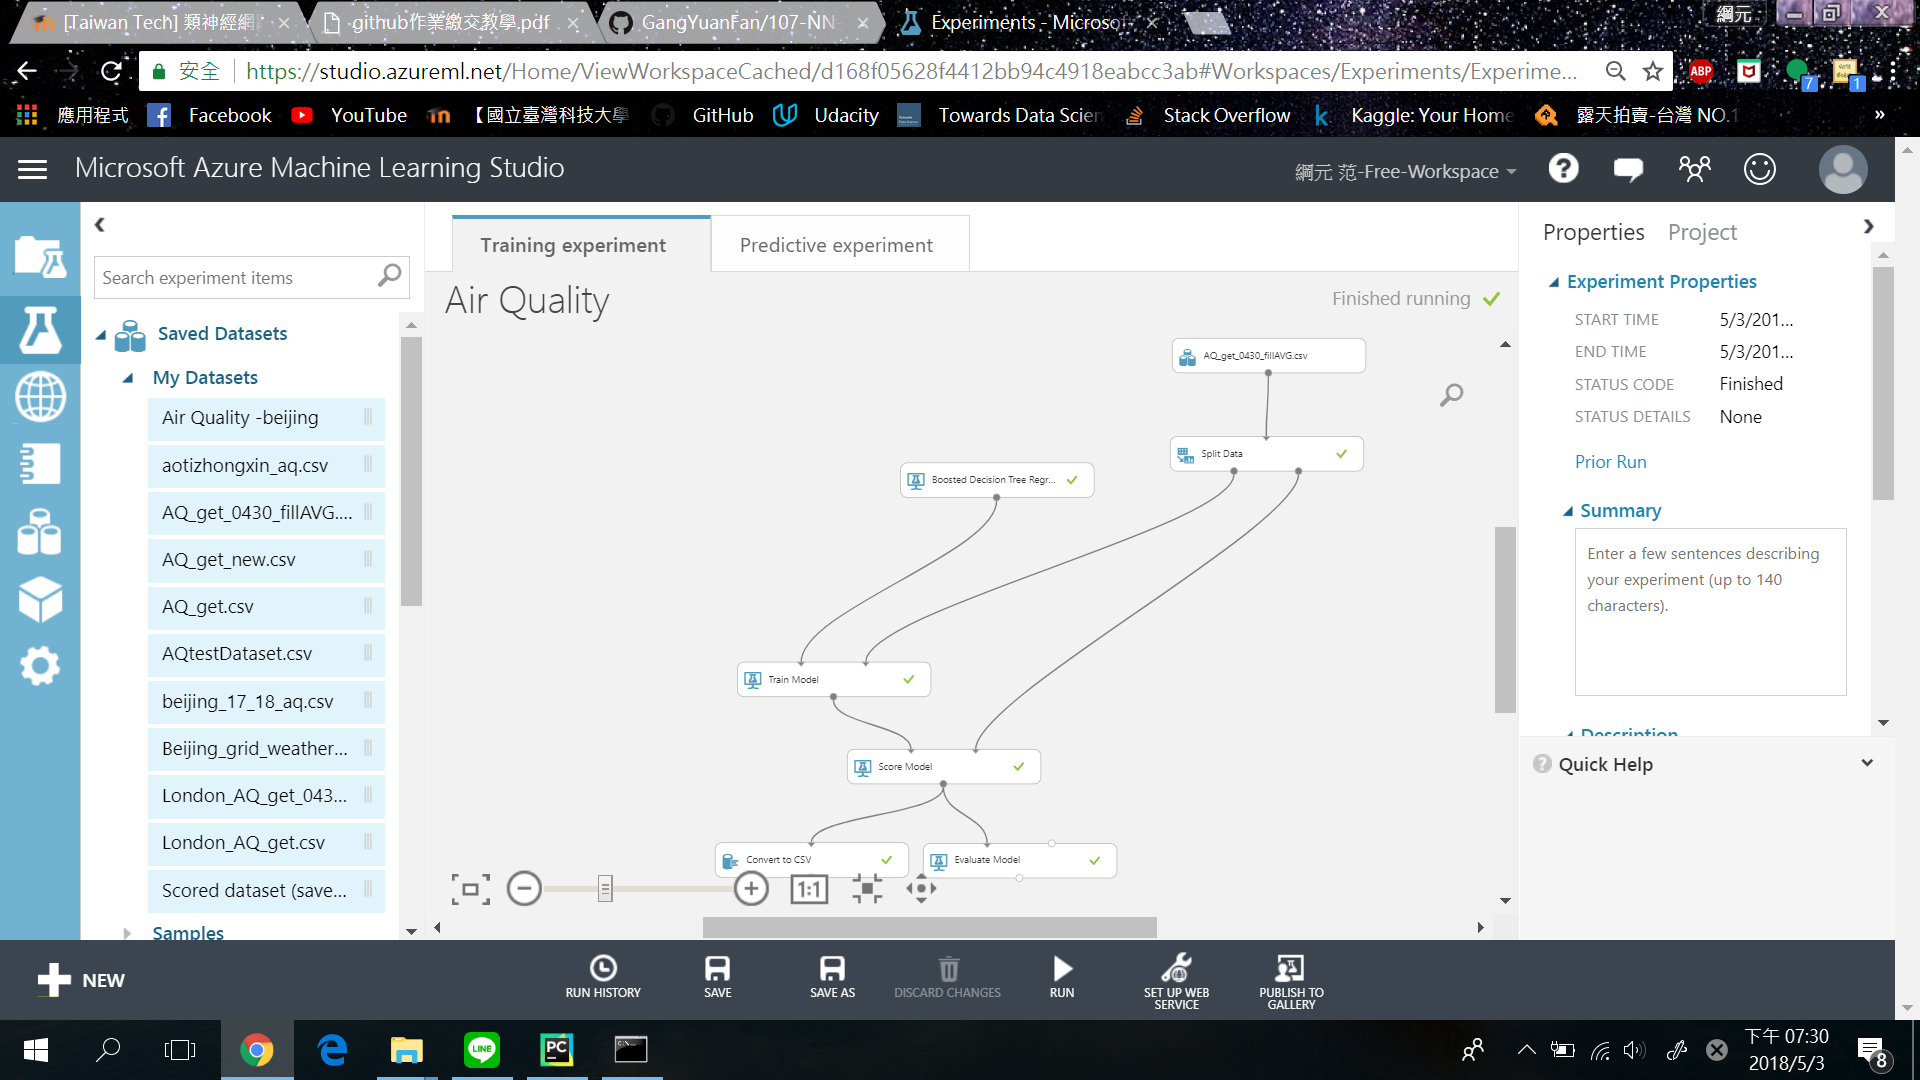 [Taiwan Tech] 類神經網
github作業繳交教學.pdf
GangYuanFan/107-NN
Experiments - Microsof
綱元
安全
https://studio.azureml.net/Home/ViewWorkspaceCached/d168f05628f4412bb94c4918eabcc3ab#Workspaces/Experiments/Experime...
ABP
7
1
應用程式
Facebook
YouTube
【國立臺灣科技大學
GitHub
Udacity
Towards Data Scien
Stack Overflow
Kaggle: Your Home
露天拍賣-台灣 NO.1
»
Microsoft Azure Machine Learning Studio
綱元 范-Free-Workspace
Search experiment items
Saved Datasets
My Datasets
Air Quality -beijing
aotizhongxin_aq.csv
AQ_get_0430_fillAVG....
AQ_get_new.csv
AQ_get.csv
AQtestDataset.csv
beijing_17_18_aq.csv
Beijing_grid_weather...
London_AQ_get_043...
London_AQ_get.csv
Scored dataset (save...
Samples
Training experiment
Predictive experiment
Air Quality
Finished running
AQ_get_0430_fillAVG.csv
Split Data
Boosted Decision Tree Regr...
Train Model
Score Model
Convert to CSV
Evaluate Model
1:1
Properties
Project
Experiment Properties
START TIME 5/3/201...
END TIME 5/3/201...
STATUS CODE Finished
STATUS DETAILS None
Prior Run
Summary
Enter a few sentences describing
your experiment (up to 140
characters).
Description
Quick Help
NEW
RUN HISTORY
SAVE
SAVE AS
DISCARD CHANGES
RUN
SET UP WEB
SERVICE
PUBLISH TO
GALLERY
LINE
PC
下午 07:30
2018/5/3
8